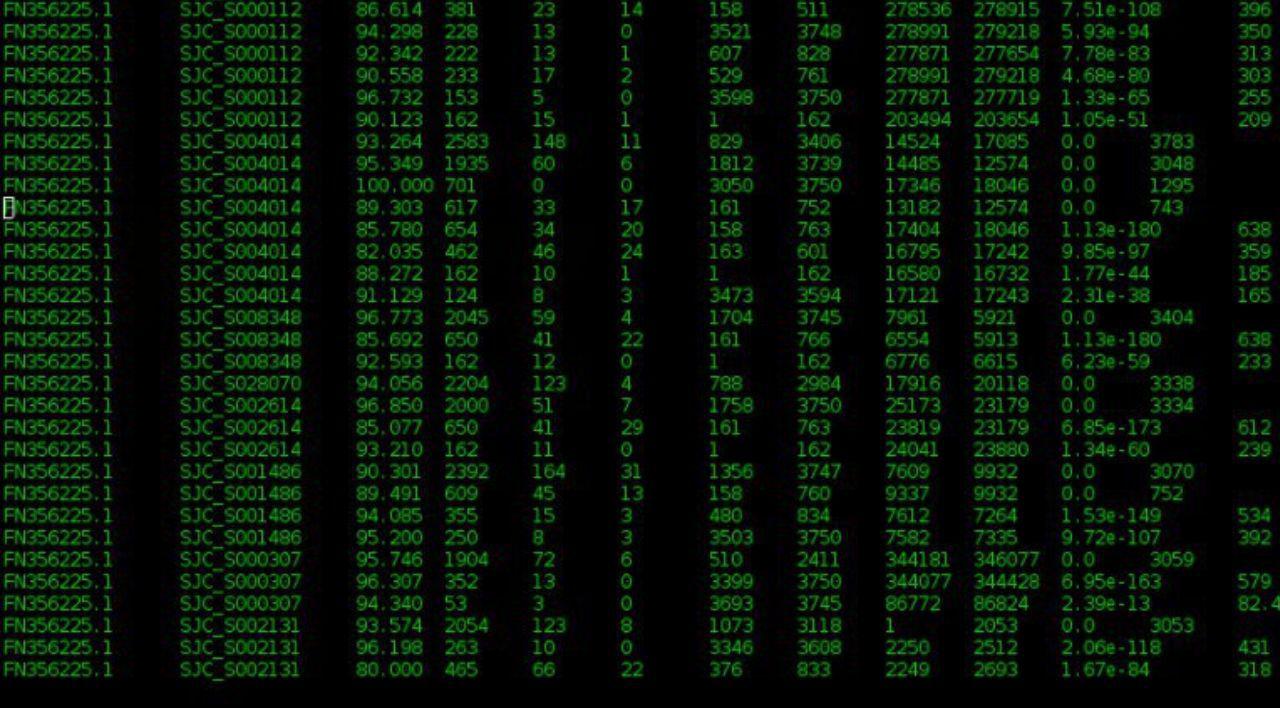 FN356225.1 SJC_S000112 86.614 381 23 14 158 511 278536 278915 7.51e-108 396
FN356225.1 SJC_S000112 94.298 228 13 0 3521 3748 278991 279218 5.93e-94 350
FN356225.1 SJC_S000112 92.342 222 13 1 607 828 277871 277654 7.78e-83 313
FN356225.1 SJC_S000112 90.558 233 17 2 529 761 278991 279218 4.68e-80 303
FN356225.1 SJC_S000112 96.732 153 5 0 3598 3750 277871 277719 1.33e-65 255
FN356225.1 SJC_S000112 90.123 162 15 1 1 162 203494 203654 1.05e-51 209
FN356225.1 SJC_S004014 93.264 2583 148 11 829 3406 14524 17085 0.0 3783
FN356225.1 SJC_S004014 95.349 1935 60 6 1812 3739 14485 12574 0.0 3048
FN356225.1 SJC_S004014 100.000 701 0 0 3050 3750 17346 18046 0.0 1295
FN356225.1 SJC_S004014 89.303 617 33 17 161 752 13182 12574 0.0 743
FN356225.1 SJC_S004014 85.780 654 34 20 158 763 17404 18046 1.13e-180 638
FN356225.1 SJC_S004014 82.035 462 46 24 163 601 16795 17242 9.85e-97 359
FN356225.1 SJC_S004014 88.272 162 10 1 1 162 16580 16732 1.77e-44 185
FN356225.1 SJC_S004014 91.129 124 8 3 3473 3594 17121 17243 2.31e-38 165
FN356225.1 SJC_S008348 96.773 2045 59 4 1704 3745 7961 5921 0.0 3404
FN356225.1 SJC_S008348 85.692 650 41 22 161 766 6554 5913 1.13e-180 638
FN356225.1 SJC_S008348 92.593 162 12 0 1 162 6776 6615 6.23e-59 233
FN356225.1 SJC_S028070 94.056 2204 123 4 788 2984 17916 20118 0.0 3338
FN356225.1 SJC_S002614 96.850 2000 51 7 1758 3750 25173 23179 0.0 3334
FN356225.1 SJC_S002614 85.077 650 41 29 161 763 23819 23179 6.85e-173 612
FN356225.1 SJC_S002614 93.210 162 11 0 1 162 24041 23880 1.34e-60 239
FN356225.1 SJC_S001486 90.301 2392 164 31 1356 3747 7609 9932 0.0 3070
FN356225.1 SJC_S001486 89.491 609 45 13 158 760 9337 9932 0.0 752
FN356225.1 SJC_S001486 94.085 355 15 3 480 834 7612 7264 1.53e-149 534
FN356225.1 SJC_S001486 95.200 250 8 3 3503 3750 7582 7335 9.72e-107 392
FN356225.1 SJC_S000307 95.746 1904 72 6 510 2411 344181 346077 0.0 3059
FN356225.1 SJC_S000307 96.307 352 13 0 3399 3750 344077 344428 6.95e-163 579
FN356225.1 SJC_S000307 94.340 53 3 0 3693 3745 86772 86824 2.39e-13 82.4
FN356225.1 SJC_S002131 93.574 2054 123 8 1073 3118 1 2053 0.0 3053
FN356225.1 SJC_S002131 96.198 263 10 0 3346 3608 2250 2512 2.06e-118 431
FN356225.1 SJC_S002131 80.000 465 66 22 376 833 2249 2693 1.67e-84 318